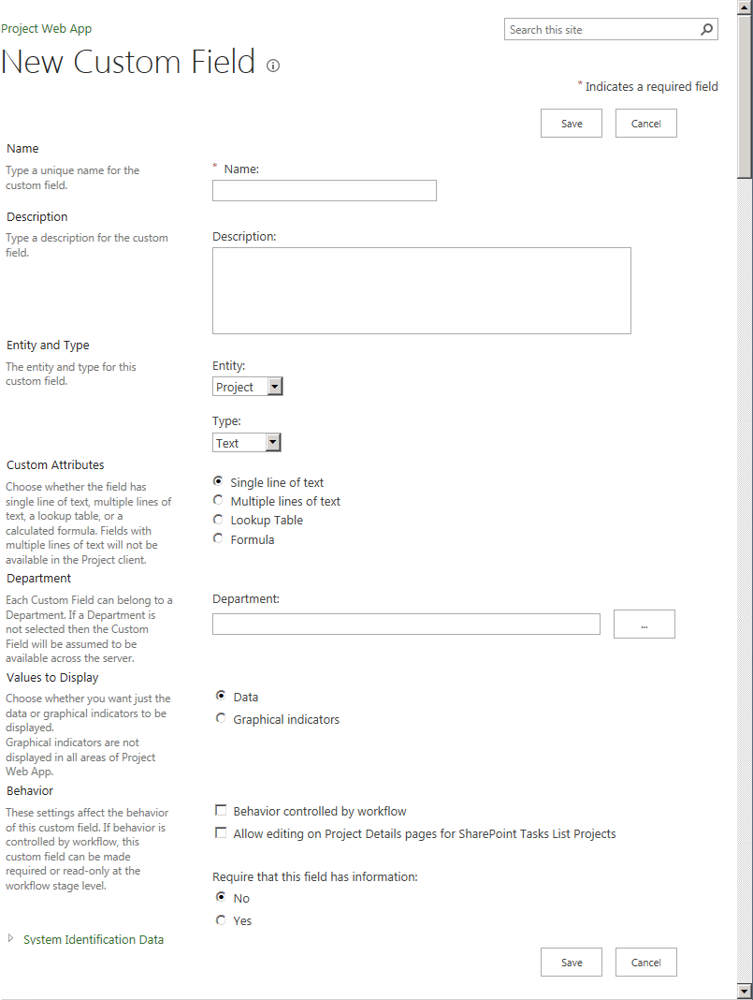 Project Web App
Search this site
New Custom Field
* Indicates a required field
Save Cancel
Name
Type a unique name for the
custom field.
* Name:
Description
Type a description for the custom
field.
Description:
Entity and Type
The entity and type for this
custom field.
Entity:
Project
Type:
Text
Custom Attributes
Choose whether the field has
single line of text, multiple lines of
text, a lookup table, or a
calculated formula. Fields with
multiple lines of text will not be
available in the Project client.
Single line of text
Multiple lines of text
Lookup Table
Formula
Department
Each Custom Field can belong to a
Department. If a Department is
not selected then the Custom
Field will be assumed to be
available across the server.
Department:
...
Values to Display
Choose whether you want just the
data or graphical indicators to be
displayed.
Graphical indicators are not
displayed in all areas of Project
Web App.
Data
Graphical indicators
Behavior
These settings affect the behavior
of this custom field. If behavior is
controlled by workflow, this
custom field can be made
required or read-only at the
workflow stage level.
Behavior controlled by workflow
Allow editing on Project Details pages for SharePoint Tasks List Projects
Require that this field has information:
No
Yes
System Identification Data
Save Cancel